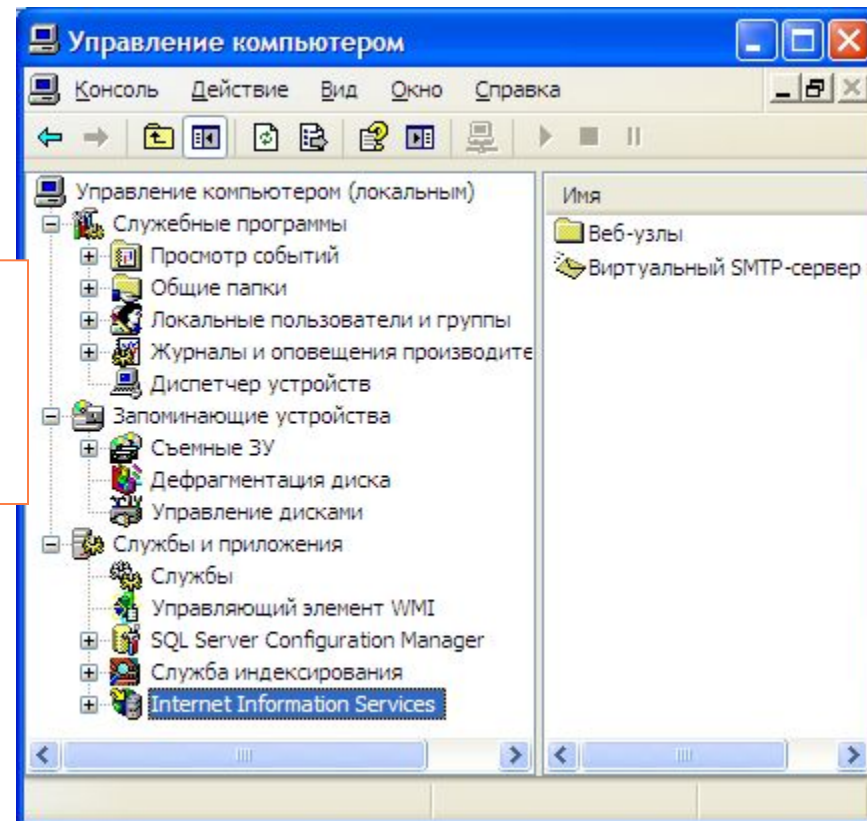 Управление компьютером
Консоль Действие Вид Окно Справка
Управление компьютером (локальным)
Служебные программы
Просмотр событий
Общие папки
Локальные пользователи и группы
Журналы и оповещения производите
Диспетчер устройств
Запоминающие устройства
Съемные ЗУ
Дефрагментация диска
Управление дисками
Службы и приложения
Службы
Управляющий элемент WMI
SQL Server Configuration Manager
Служба индексирования
Internet Information Services
Имя
Веб-узлы
Виртуальный SMTP-сервер